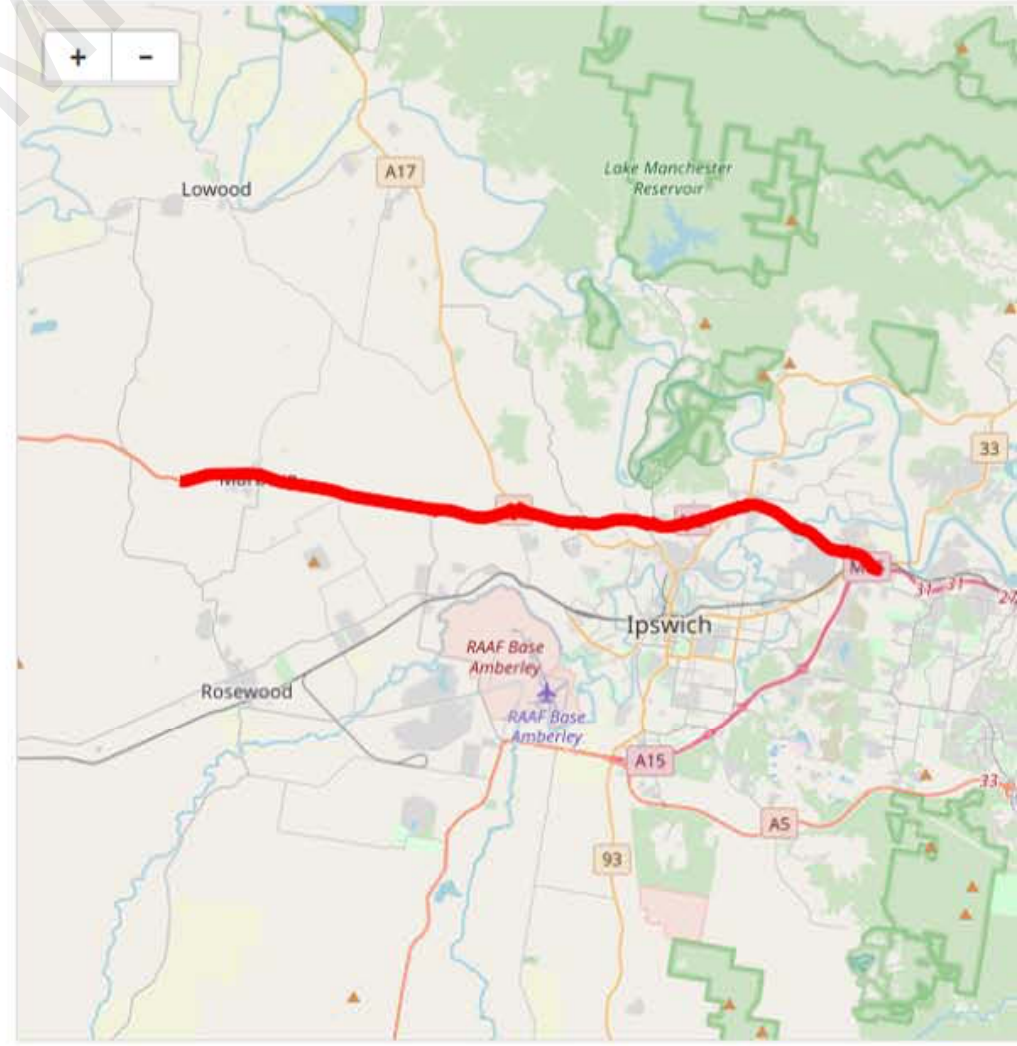 + −
Lake Manchester
Reservoir
A17
Lowood
33
Ipswich
31
31
27
RAAF Base
Amberley
Rosewood
RAAF Base
Amberley
A15
33
A5
93